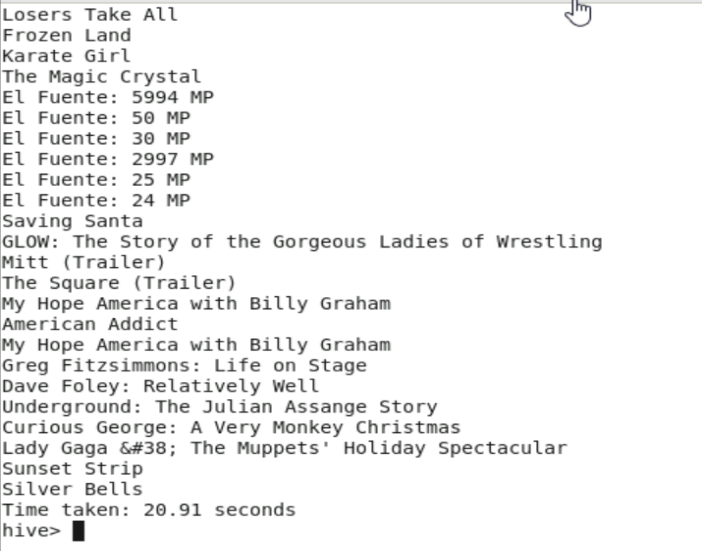 Losers Take All
Frozen Land
Karate Girl
The Magic Crystal
El Fuente: 5994 MP
El Fuente: 50 MP
El Fuente: 30 MP
El Fuente: 2997 MP
El Fuente: 25 MP
El Fuente: 24 MP
Saving Santa
GLOW: The Story of the Gorgeous Ladies of Wrestling
Mitt (Trailer)
The Square (Trailer)
My Hope America with Billy Graham
American Addict
My Hope America with Billy Graham
Greg Fitzsimmons: Life on Stage
Dave Foley: Relatively Well
Underground: The Julian Assange Story
Curious George: A Very Monkey Christmas
Lady Gaga &#38; The Muppets' Holiday Spectacular
Sunset Strip
Silver Bells
Time taken: 20.91 seconds
hive>